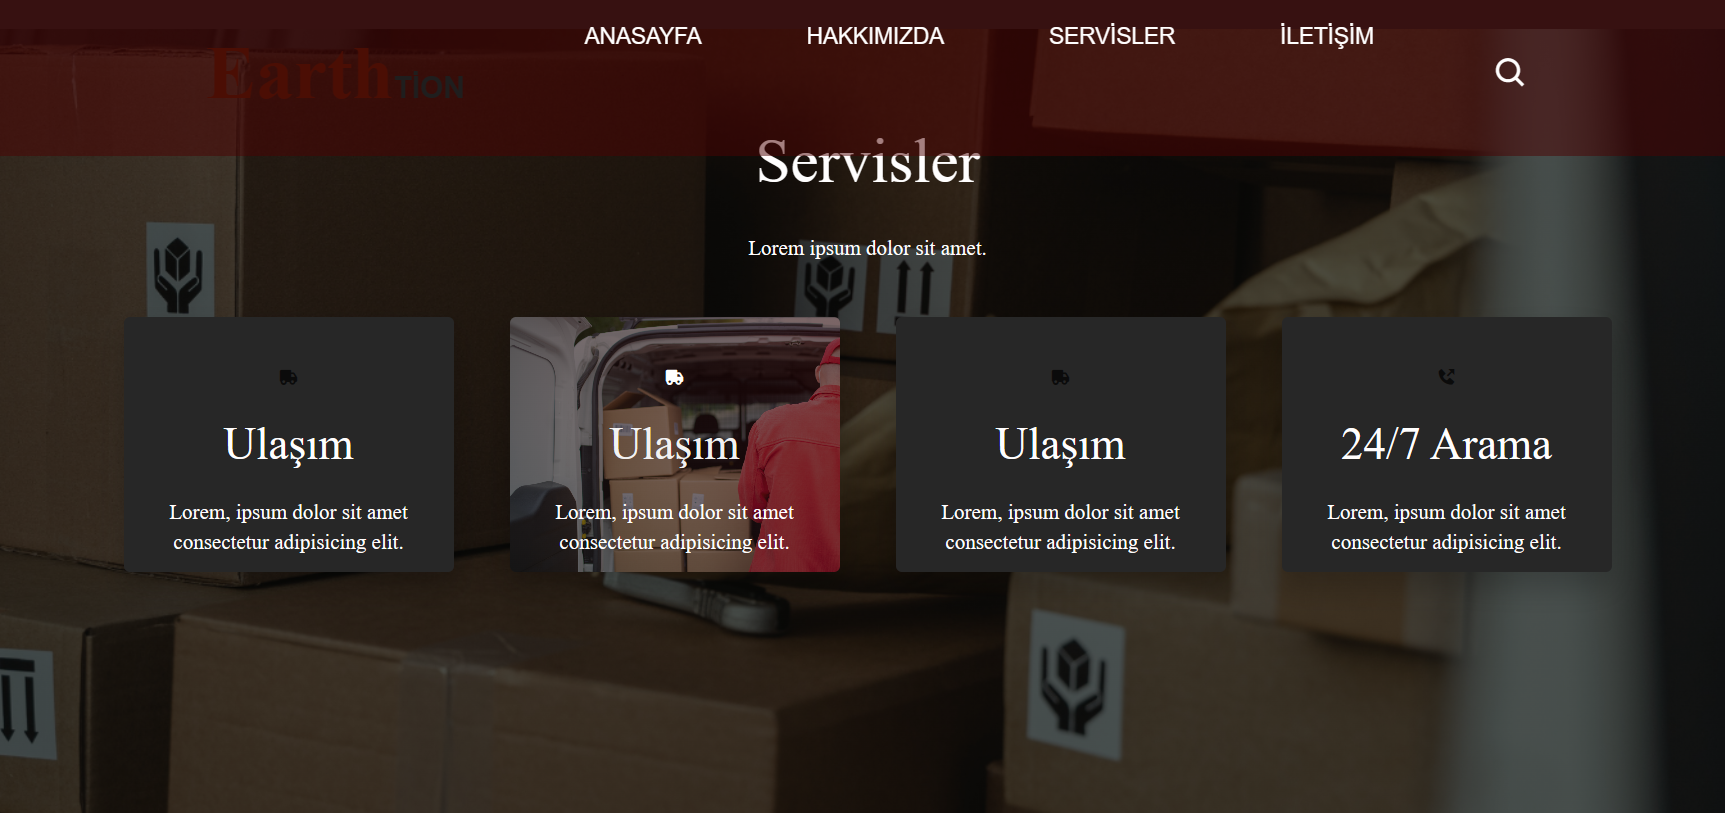 ANASAYFA HAKKIMIZDA SERVİSLER İLETİŞİM
EarthTİON
Servisler
Lorem ipsum dolor sit amet.
Ulaşım
Lorem, ipsum dolor sit amet
consectetur adipisicing elit.
Ulaşım
Lorem, ipsum dolor sit amet
consectetur adipisicing elit.
Ulaşım
Lorem, ipsum dolor sit amet
consectetur adipisicing elit.
24/7 Arama
Lorem, ipsum dolor sit amet
consectetur adipisicing elit.